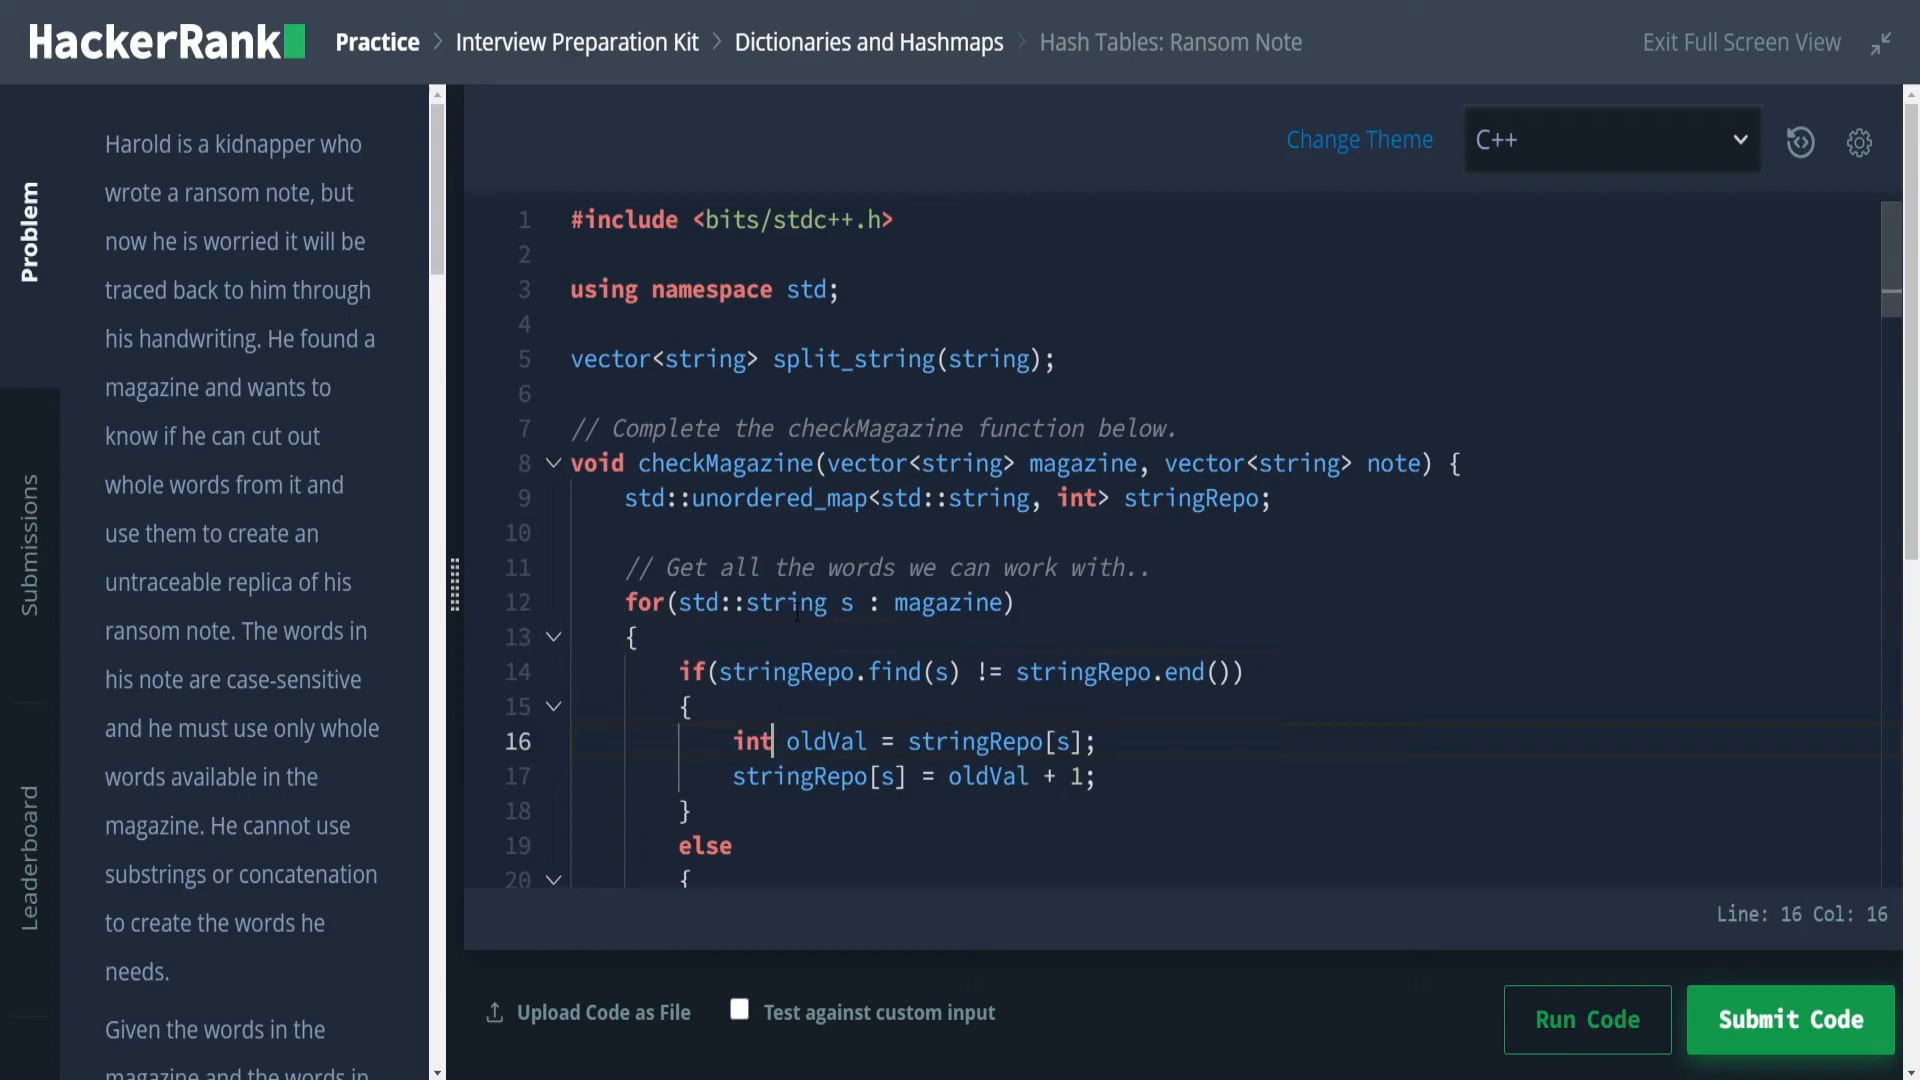 HackerRank
Practice > Interview Preparation Kit > Dictionaries and Hashmaps > Hash Tables: Ransom Note
Exit Full Screen View
Problem
Submissions
Leaderboard
Harold is a kidnapper who
wrote a ransom note, but
now he is worried it will be
traced back to him through
his handwriting. He found a
magazine and wants to
know if he can cut out
whole words from it and
use them to create an
untraceable replica of his
ransom note. The words in
his note are case-sensitive
and he must use only whole
words available in the
magazine. He cannot use
substrings or concatenation
to create the words he
needs.
Given the words in the
magazine and the words in
Change Theme
C++
1 #include <bits/stdc++.h>
2
3 using namespace std;
4
5 vector<string> split_string(string);
6
7 // Complete the checkMagazine function below.
8 void checkMagazine(vector<string> magazine, vector<string> note) {
9 std::unordered_map<std::string, int> stringRepo;
10
11 // Get all the words we can work with..
12 for(std::string s : magazine)
13 {
14 if(stringRepo.find(s) != stringRepo.end())
15 {
16 int oldVal = stringRepo[s];
17 stringRepo[s] = oldVal + 1;
18 }
19 else
20 {
Line: 16 Col: 16
Upload Code as File
Test against custom input
Run Code
Submit Code